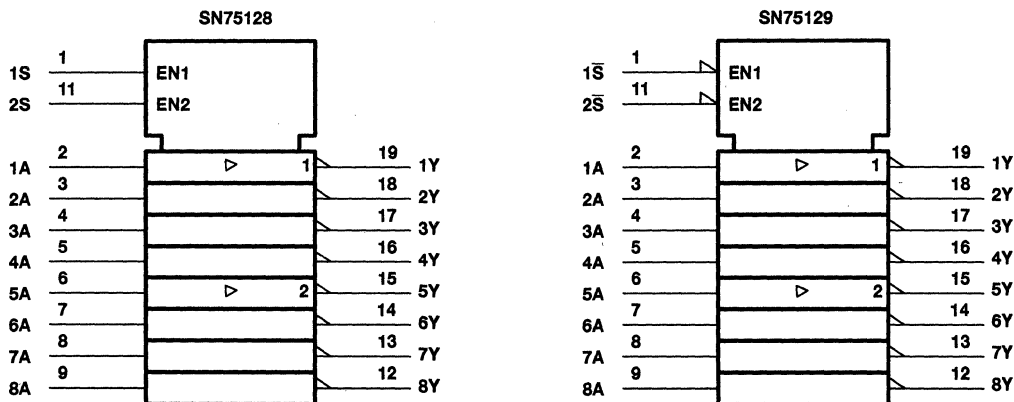 SN75128
SN75129
1S 1 EN1
2S 11 EN2
1A 2 ▷ 1 19 1Y
2A 3 18 2Y
3A 4 17 3Y
4A 5 16 4Y
5A 6 ▷ 2 15 5Y
6A 7 14 6Y
7A 8 13 7Y
8A 9 12 8Y
1S̅ 1 EN1
2S̅ 11 EN2
1A 2 ▷ 1 19 1Y
2A 3 18 2Y
3A 4 17 3Y
4A 5 16 4Y
5A 6 ▷ 2 15 5Y
6A 7 14 6Y
7A 8 13 7Y
8A 9 12 8Y